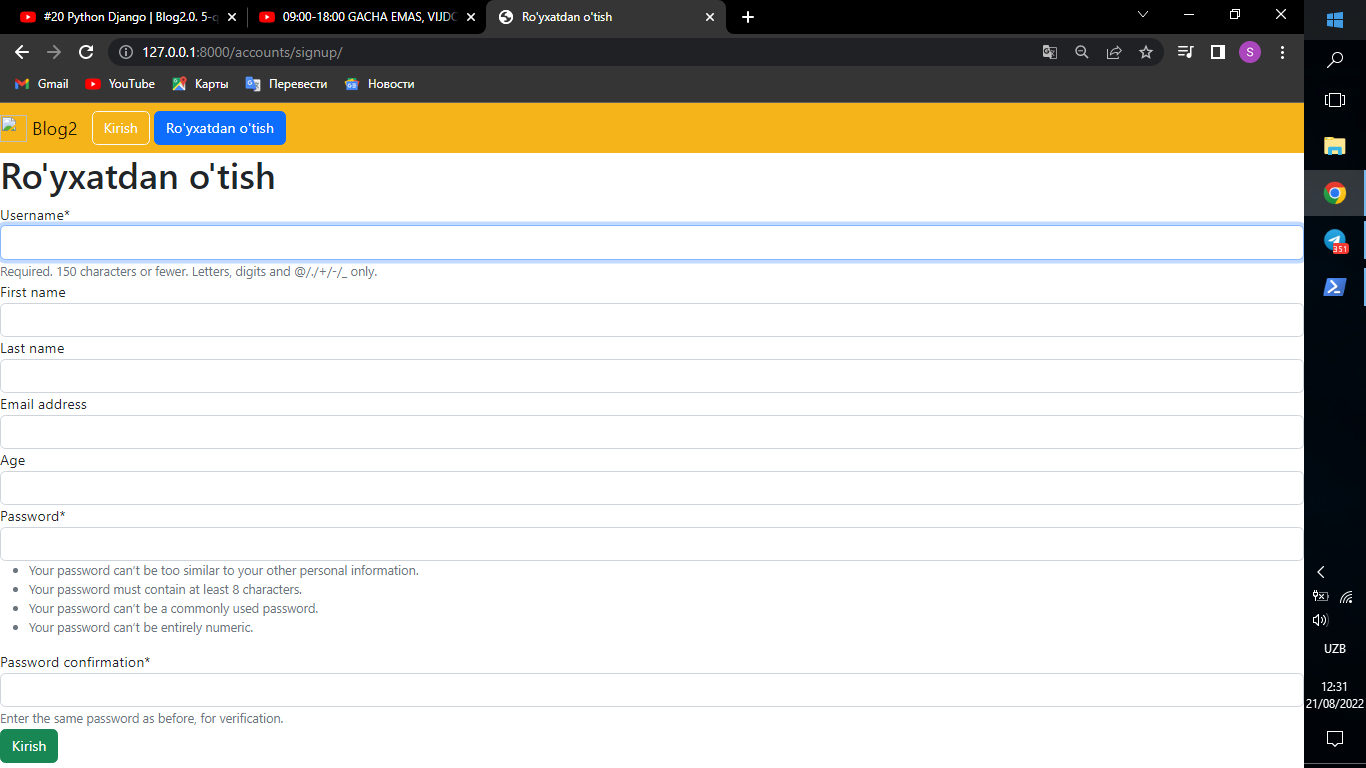 #20 Python Django | Blog2.0. 5-q
09:00-18:00 GACHA EMAS, VIJDO
Ro'yxatdan o'tish
127.0.0.1:8000/accounts/signup/
S
Gmail
YouTube
Карты
Перевести
Новости
Blog2
Kirish
Ro'yxatdan o'tish
Ro'yxatdan o'tish
Username*
Required. 150 characters or fewer. Letters, digits and @/./+/-/_ only.
First name
Last name
Email address
Age
Password*
Your password can't be too similar to your other personal information.
Your password must contain at least 8 characters.
Your password can't be a commonly used password.
Your password can't be entirely numeric.
Password confirmation*
Enter the same password as before, for verification.
Kirish
351
UZB
12:31
21/08/2022